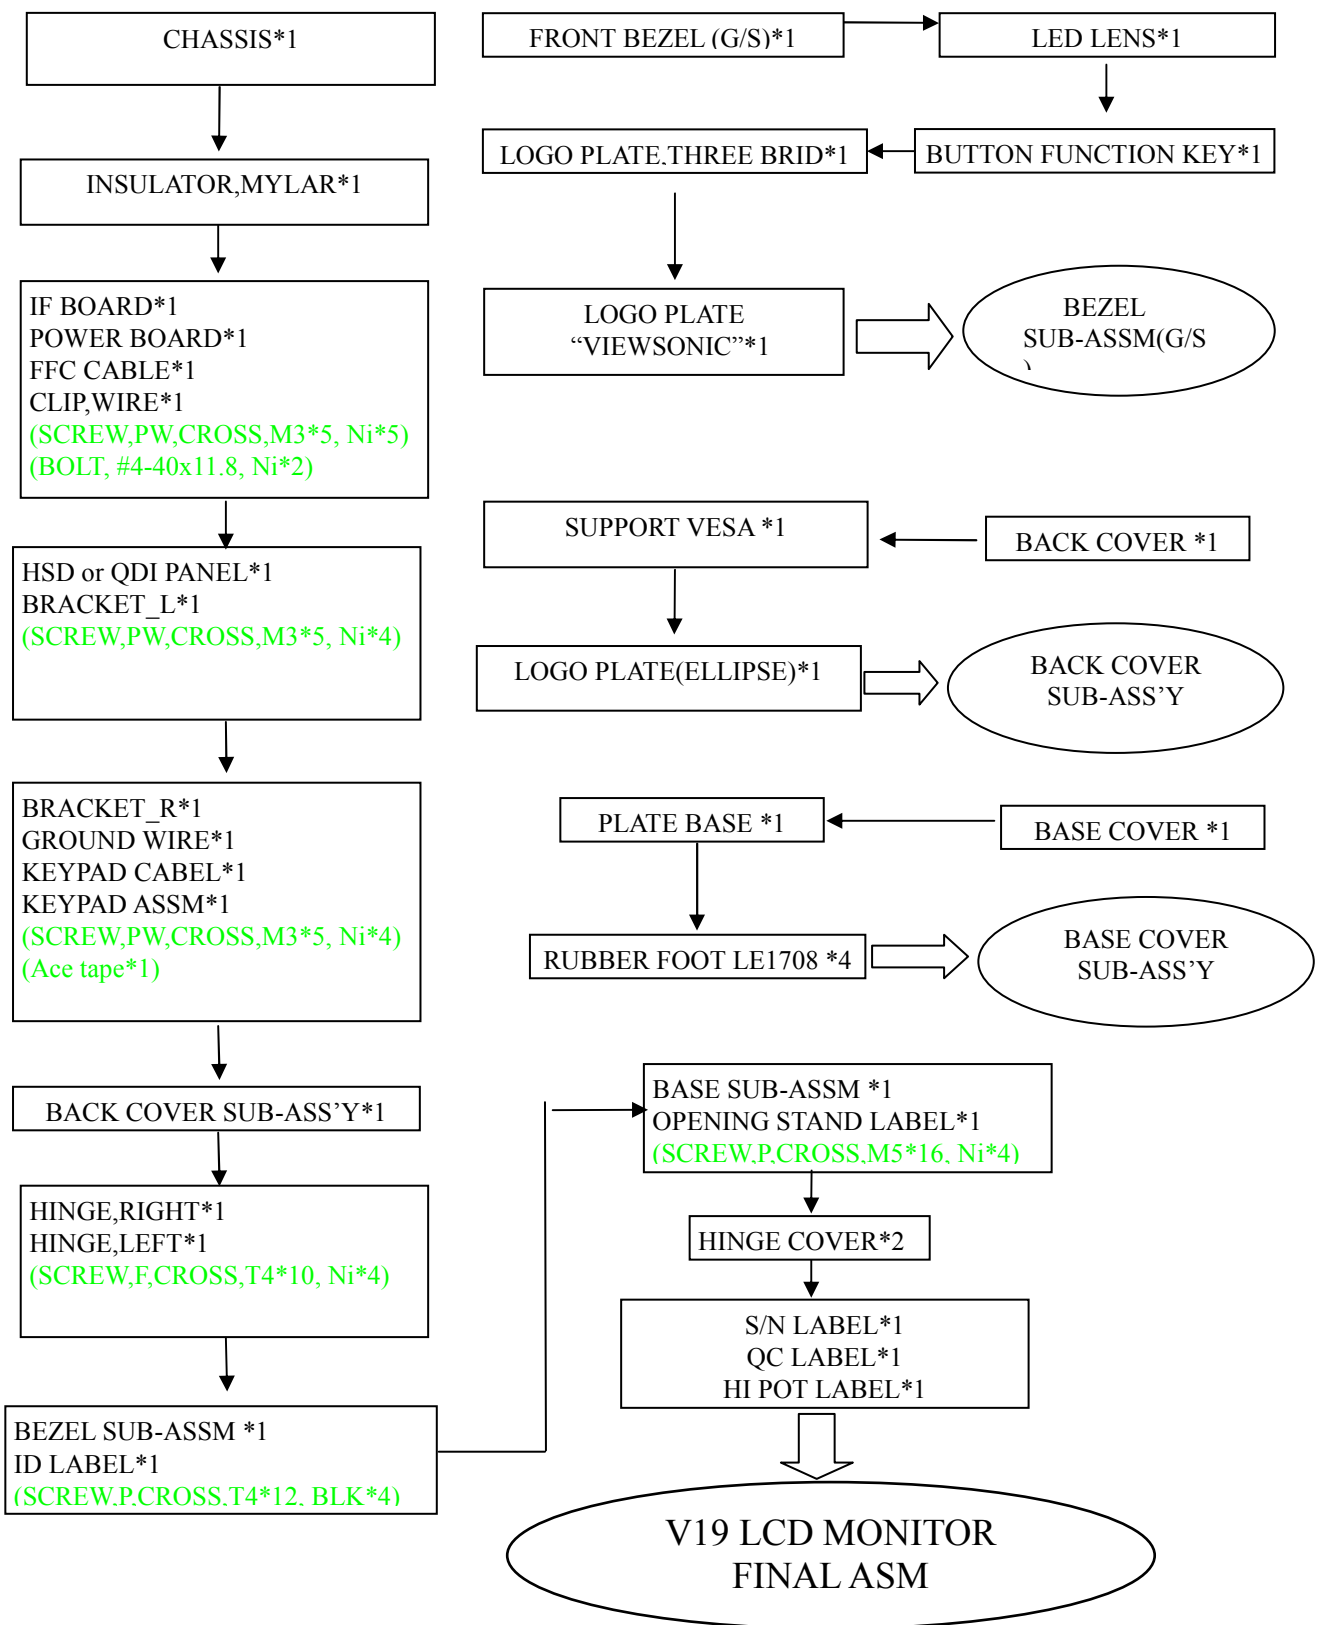 CHASSIS*1
INSULATOR,MYLAR*1
IF BOARD*1
POWER BOARD*1
FFC CABLE*1
CLIP,WIRE*1
(SCREW,PW,CROSS,M3*5, Ni*5)
(BOLT, #4-40x11.8, Ni*2)
HSD or QDI PANEL*1
BRACKET_L*1
(SCREW,PW,CROSS,M3*5, Ni*4)
BRACKET_R*1
GROUND WIRE*1
KEYPAD CABEL*1
KEYPAD ASSM*1
(SCREW,PW,CROSS,M3*5, Ni*4)
(Ace tape*1)
BACK COVER SUB-ASS’Y*1
HINGE,RIGHT*1
HINGE,LEFT*1
(SCREW,F,CROSS,T4*10, Ni*4)
BEZEL SUB-ASSM *1
ID LABEL*1
(SCREW,P,CROSS,T4*12, BLK*4)
FRONT BEZEL (G/S)*1
LED LENS*1
BUTTON FUNCTION KEY*1
LOGO PLATE,THREE BRID*1
LOGO PLATE
“VIEWSONIC”*1
BEZEL
SUB-ASSM(G/S
)
BACK COVER *1
SUPPORT VESA *1
LOGO PLATE(ELLIPSE)*1
BACK COVER
SUB-ASS’Y
BASE COVER *1
PLATE BASE *1
RUBBER FOOT LE1708 *4
BASE COVER
SUB-ASS’Y
BASE SUB-ASSM *1
OPENING STAND LABEL*1
(SCREW,P,CROSS,M5*16, Ni*4)
HINGE COVER*2
S/N LABEL*1
QC LABEL*1
HI POT LABEL*1
V19 LCD MONITOR
FINAL ASM